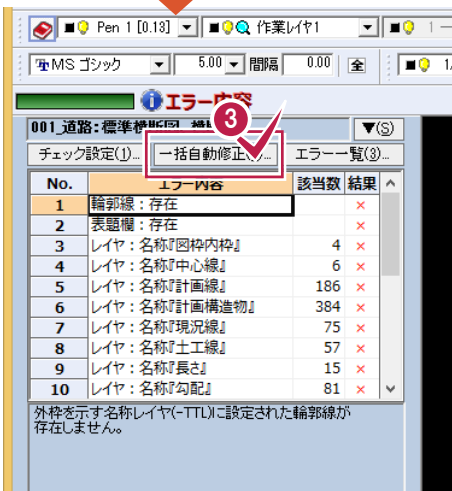 Pen 1 [0.13] 作業レイヤ1 1
MS ゴシック 5.00 間隔 0.00 全 1/
エラー内容
3
001_道路:標準横断図、横断 ▼(S)
チェック設定(1)... 一括自動修正 ... エラー一覧(3)...
No. エラー内容 該当数 結果
1 輪郭線:存在 ×
2 表題欄:存在 ×
3 レイヤ:名称『図枠内枠』 4 ×
4 レイヤ:名称『中心線』 6 ×
5 レイヤ:名称『計画線』 186 ×
6 レイヤ:名称『計画構造物』 384 ×
7 レイヤ:名称『現況線』 75 ×
8 レイヤ:名称『土工線』 57 ×
9 レイヤ:名称『長さ』 15 ×
10 レイヤ:名称『勾配』 81 ×
外枠を示す名称レイヤ(-TTL)に設定された輪郭線が
存在しません。